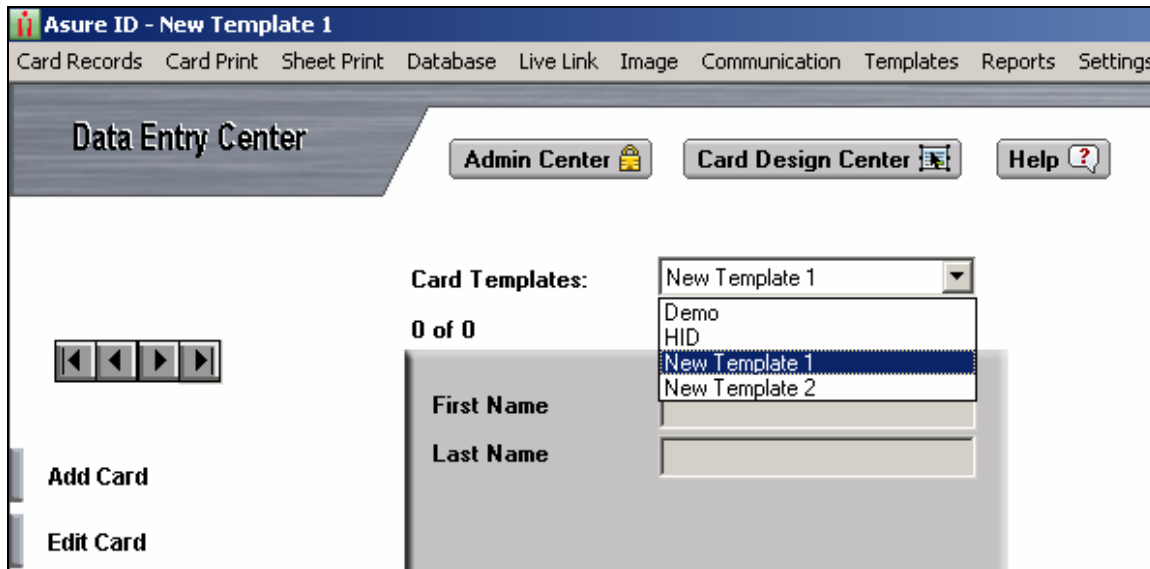 Asure ID - New Template 1
Card Records Card Print Sheet Print Database Live Link Image Communication Templates Reports Settings
Data Entry Center
Admin Center Card Design Center Help ?
Card Templates: New Template 1
Demo
0 of 0
HID
New Template 1
New Template 2
First Name
Last Name
Add Card
Edit Card